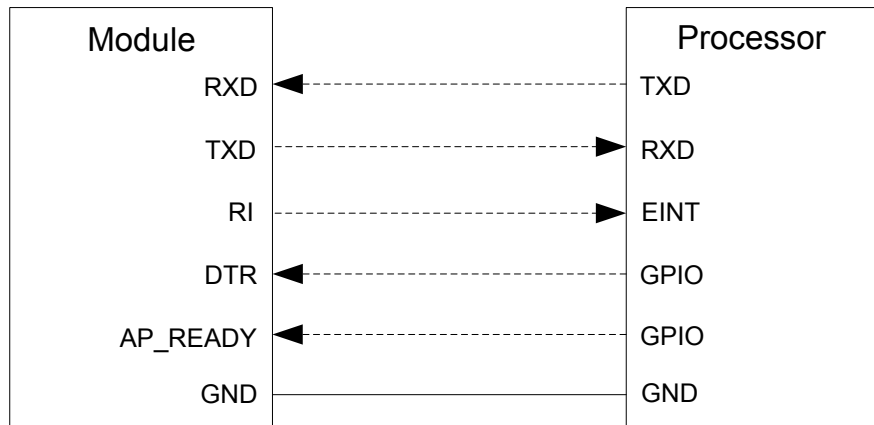 Module Processor
RXD TXD
TXD RXD
RI EINT
DTR GPIO
AP_READY GPIO
GND GND